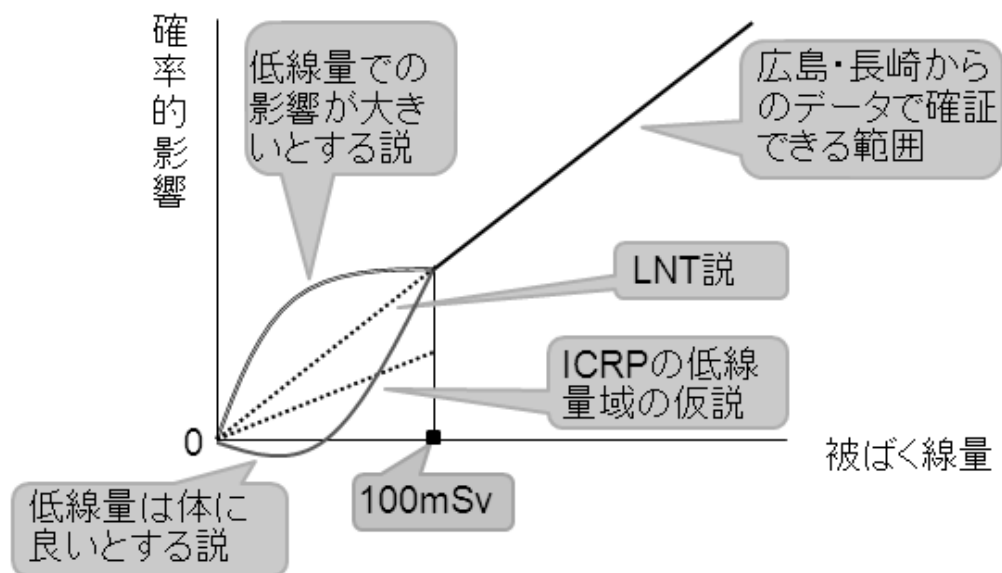 確率的影響
低線量での
影響が大き
いとする説
広島・長崎から
のデータで確証
できる範囲
LNT説
ICRPの低線
量域の仮説
0
被ばく線量
100mSv
低線量は体に
良いとする説